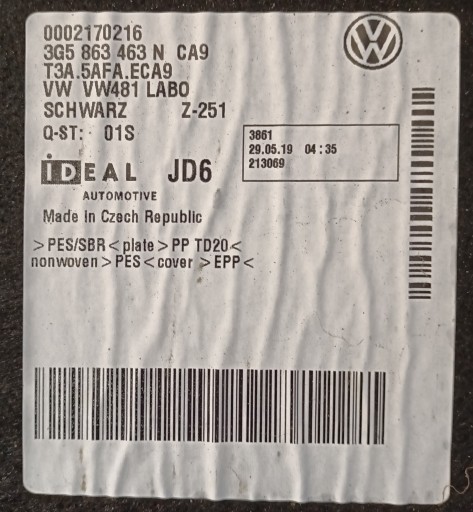 0002170216
3G5 863 463 N CA9
T3A.5AFA.ECA9
VW VW481 LABO
SCHWARZ Z-251
Q-ST: 01S
3861
29.05.19 04:35
213069
iDEAL JD6
AUTOMOTIVE
Made in Czech Republic
>PES/SBR< plate >PP TD20<
nonwoven >PES< cover >EPP<